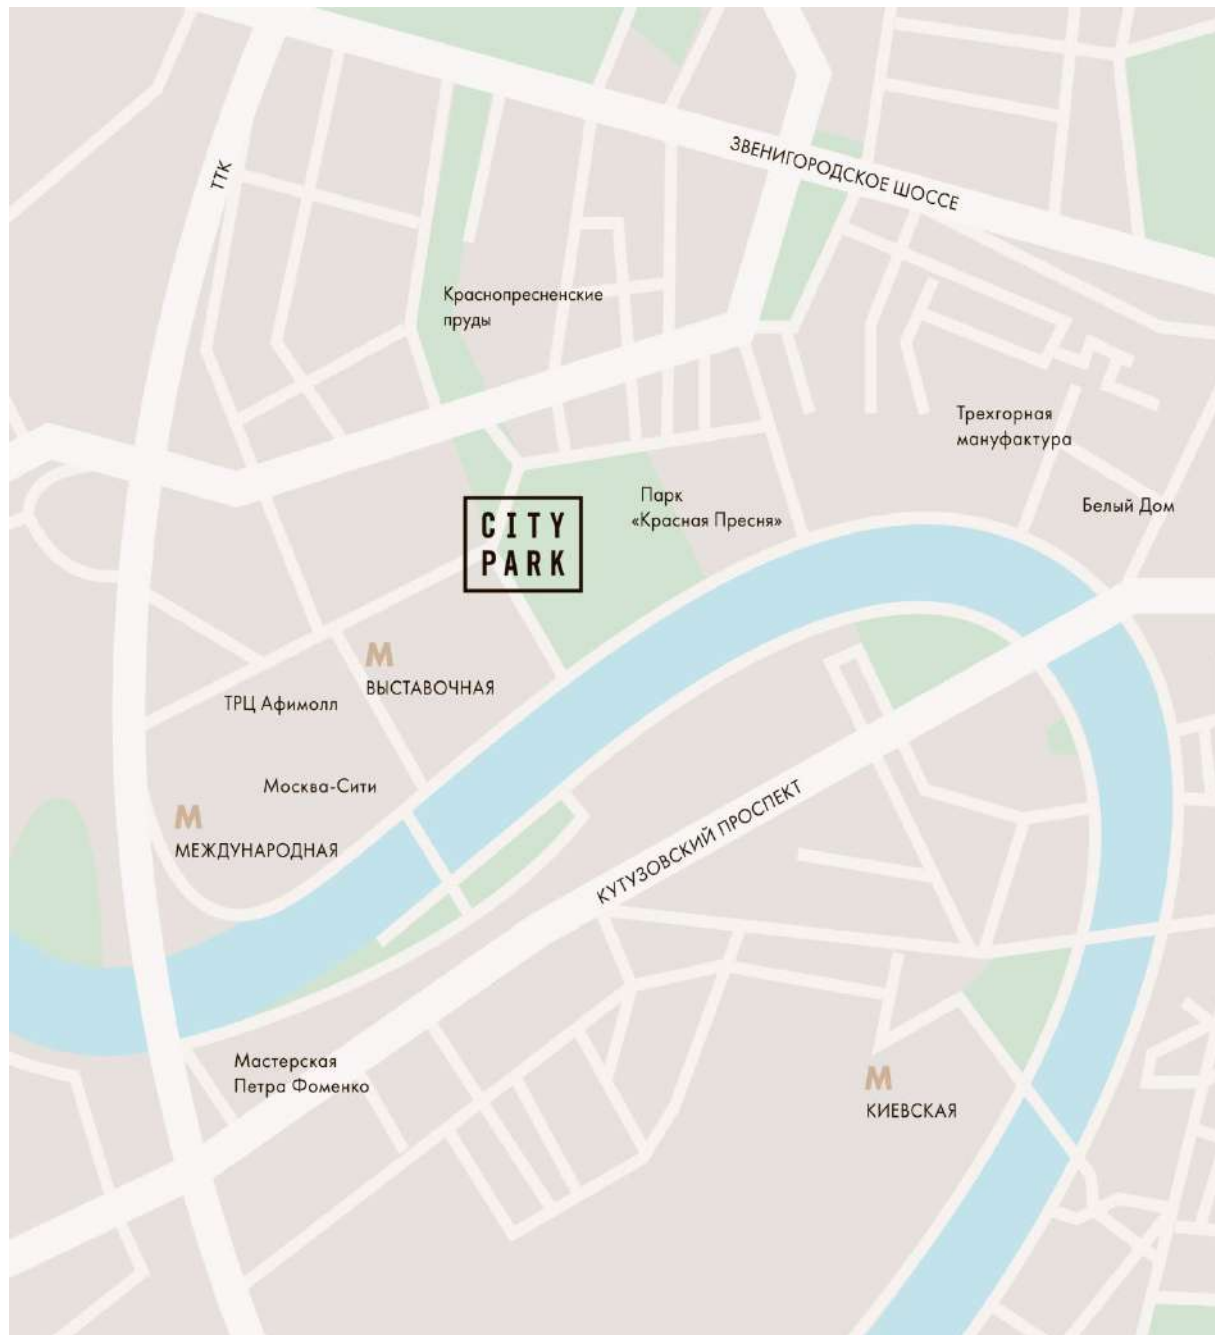 ЗВЕНИГОРОДСКОЕ ШОССЕ
ТТК
Краснопресненские
пруды
Трехгорная
мануфактура
Парк
«Красная Пресня»
Белый Дом
CITY
PARK
М
ВЫСТАВОЧНАЯ
ТРЦ Афимолл
Москва-Сити
М
МЕЖДУНАРОДНАЯ
КУТУЗОВСКИЙ ПРОСПЕКТ
Мастерская
Петра Фоменко
М
КИЕВСКАЯ